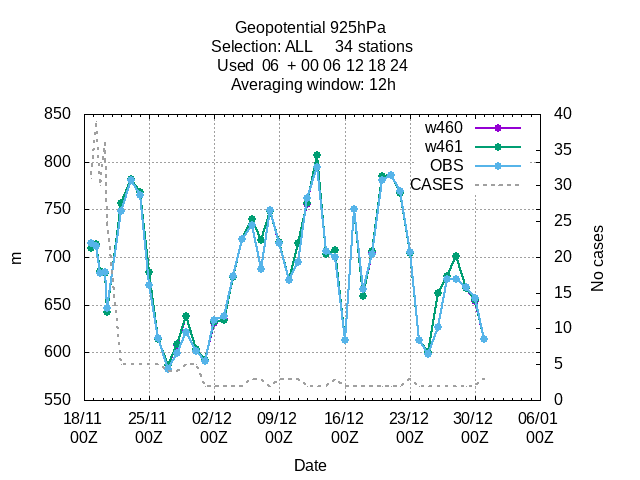 Geopotential 925hPa
Selection: ALL 34 stations
Used 06 + 00 06 12 18 24
Averaging window: 12h
850
800
750
700
650
600
550
m
40
35
30
25
20
15
10
5
0
No cases
w460
w461
OBS
CASES
18/11 25/11 02/12 09/12 16/12 23/12 30/12 06/01
00Z 00Z 00Z 00Z 00Z 00Z 00Z 00Z
Date